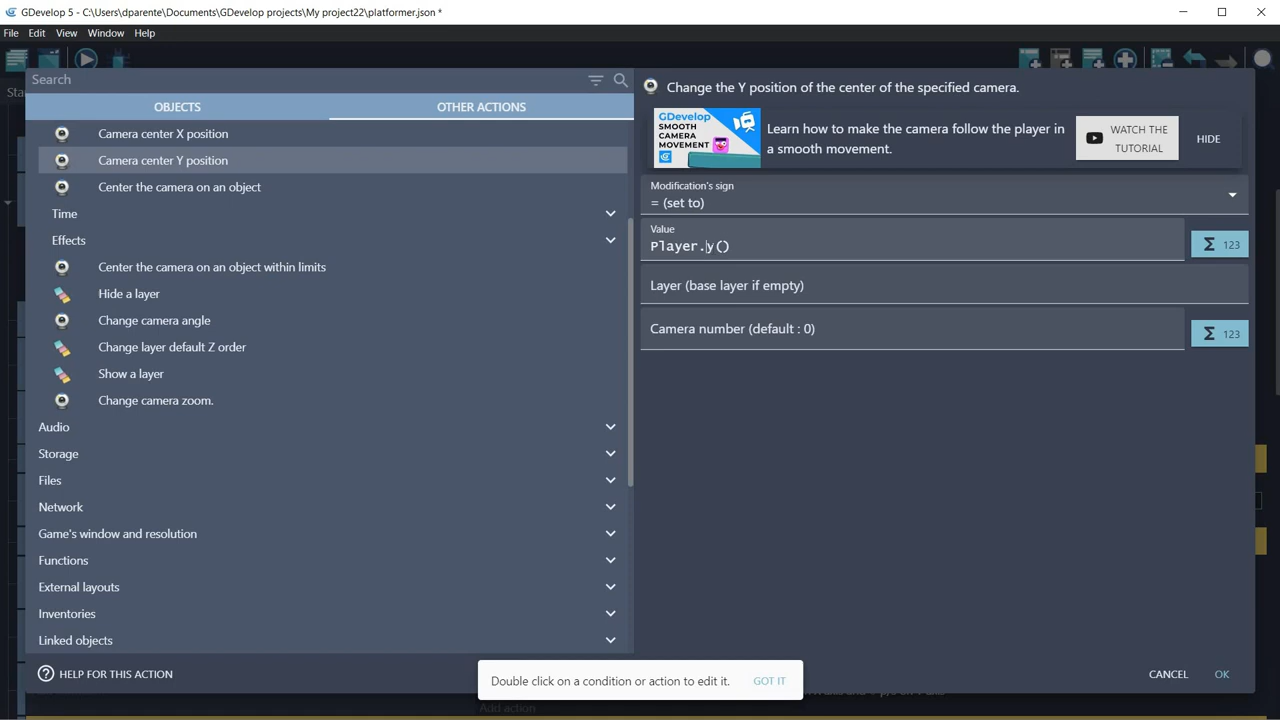 GDevelop 5 - C:\Users\dparente\Documents\GDevelop projects\My project22\platformer.json *
File Edit View Window Help
Search
OBJECTS
OTHER ACTIONS
Camera center X position
Camera center Y position
Center the camera on an object
Time
Effects
Center the camera on an object within limits
Hide a layer
Change camera angle
Change layer default Z order
Show a layer
Change camera zoom.
Audio
Storage
Files
Network
Game's window and resolution
Functions
External layouts
Inventories
Linked objects
HELP FOR THIS ACTION
Change the Y position of the center of the specified camera.
GDevelop
SMOOTH
CAMERA
MOVEMENT
Learn how to make the camera follow the player in
a smooth movement.
WATCH THE
TUTORIAL
HIDE
Modification's sign
= (set to)
Value
Player.y()
Σ 123
Layer (base layer if empty)
Camera number (default : 0)
Σ 123
Double click on a condition or action to edit it.
GOT IT
CANCEL
OK
Add action